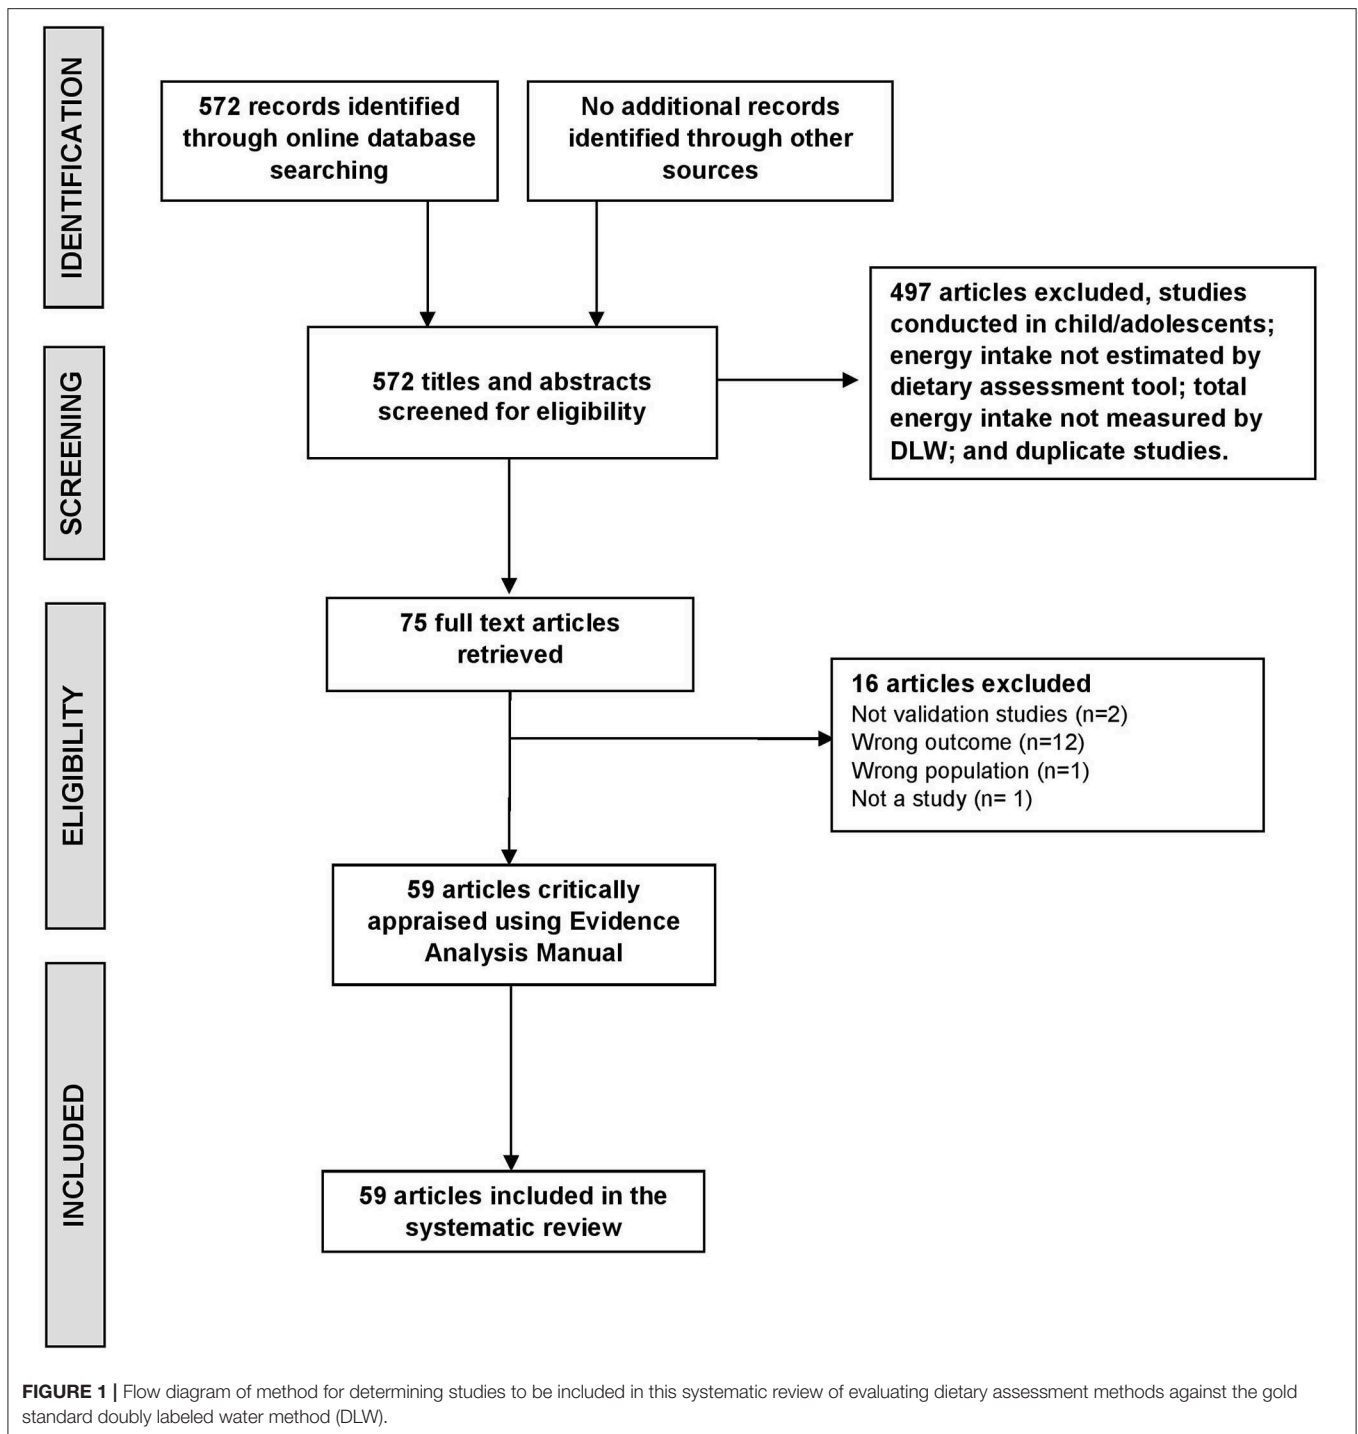 IDENTIFICATION
572 records identified
through online database
searching
No additional records
identified through other
sources
SCREENING
572 titles and abstracts
screened for eligibility
497 articles excluded, studies
conducted in child/adolescents;
energy intake not estimated by
dietary assessment tool; total
energy intake not measured by
DLW; and duplicate studies.
ELIGIBILITY
75 full text articles
retrieved
16 articles excluded
Not validation studies (n=2)
Wrong outcome (n=12)
Wrong population (n=1)
Not a study (n= 1)
59 articles critically
appraised using Evidence
Analysis Manual
INCLUDED
59 articles included in the
systematic review
FIGURE 1 | Flow diagram of method for determining studies to be included in this systematic review of evaluating dietary assessment methods against the gold
standard doubly labeled water method (DLW).